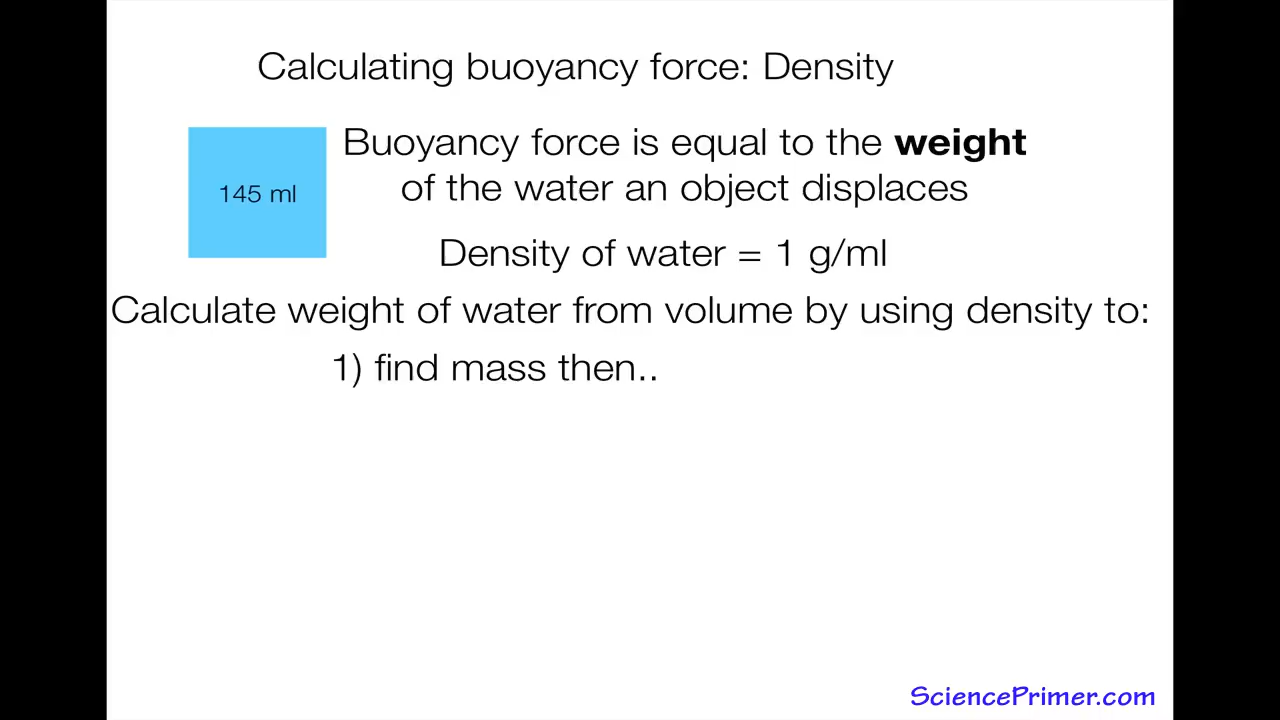 Calculating buoyancy force: Density
145 ml
Buoyancy force is equal to the weight
of the water an object displaces
Density of water = 1 g/ml
Calculate weight of water from volume by using density to:
1) find mass then..
SciencePrimer.com